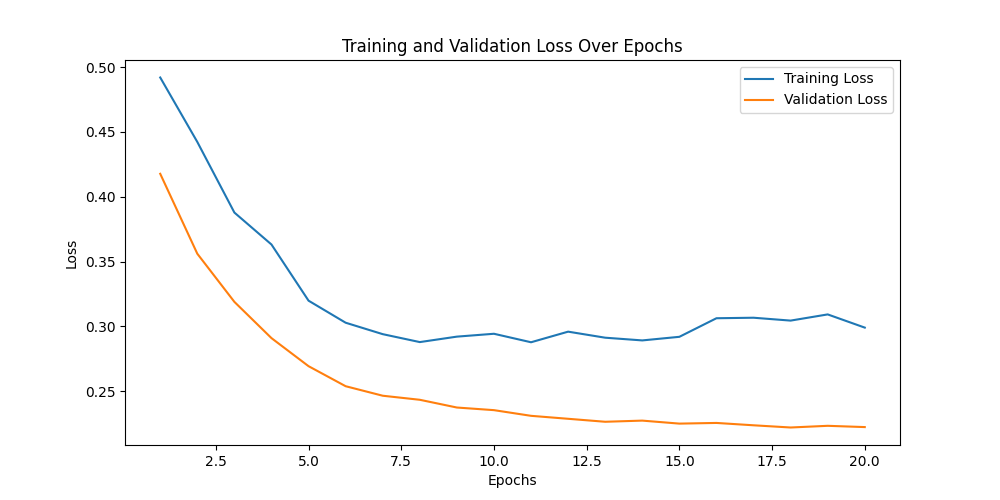 Training and Validation Loss Over Epochs
Training Loss
Validation Loss
0.50
0.45
0.40
0.35
0.30
0.25
Loss
2.5 5.0 7.5 10.0 12.5 15.0 17.5 20.0
Epochs